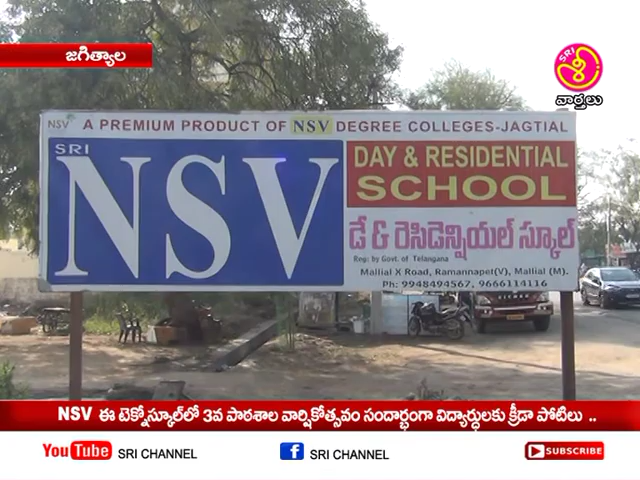 జగిత్యాల
SRI
శ్రీ
వార్తలు
NSV A PREMIUM PRODUCT OF NSV DEGREE COLLEGES-JAGTIAL
SRI
NSV
DAY & RESIDENTIAL
SCHOOL
డే & రెసిడెన్షియల్ స్కూల్
Reg: by Govt. of Telangana
Mallial X Road, Ramannapet(V), Mallial (M).
Ph: 9948494567, 9666114116
NSV ఈ టెక్నోస్కూల్‌లో 3వ పాఠశాల వార్షికోత్సవం సందార్భంగా విద్యార్ధులకు క్రీడా పోటిలు ..
YouTube SRI CHANNEL
f SRI CHANNEL
SUBSCRIBE